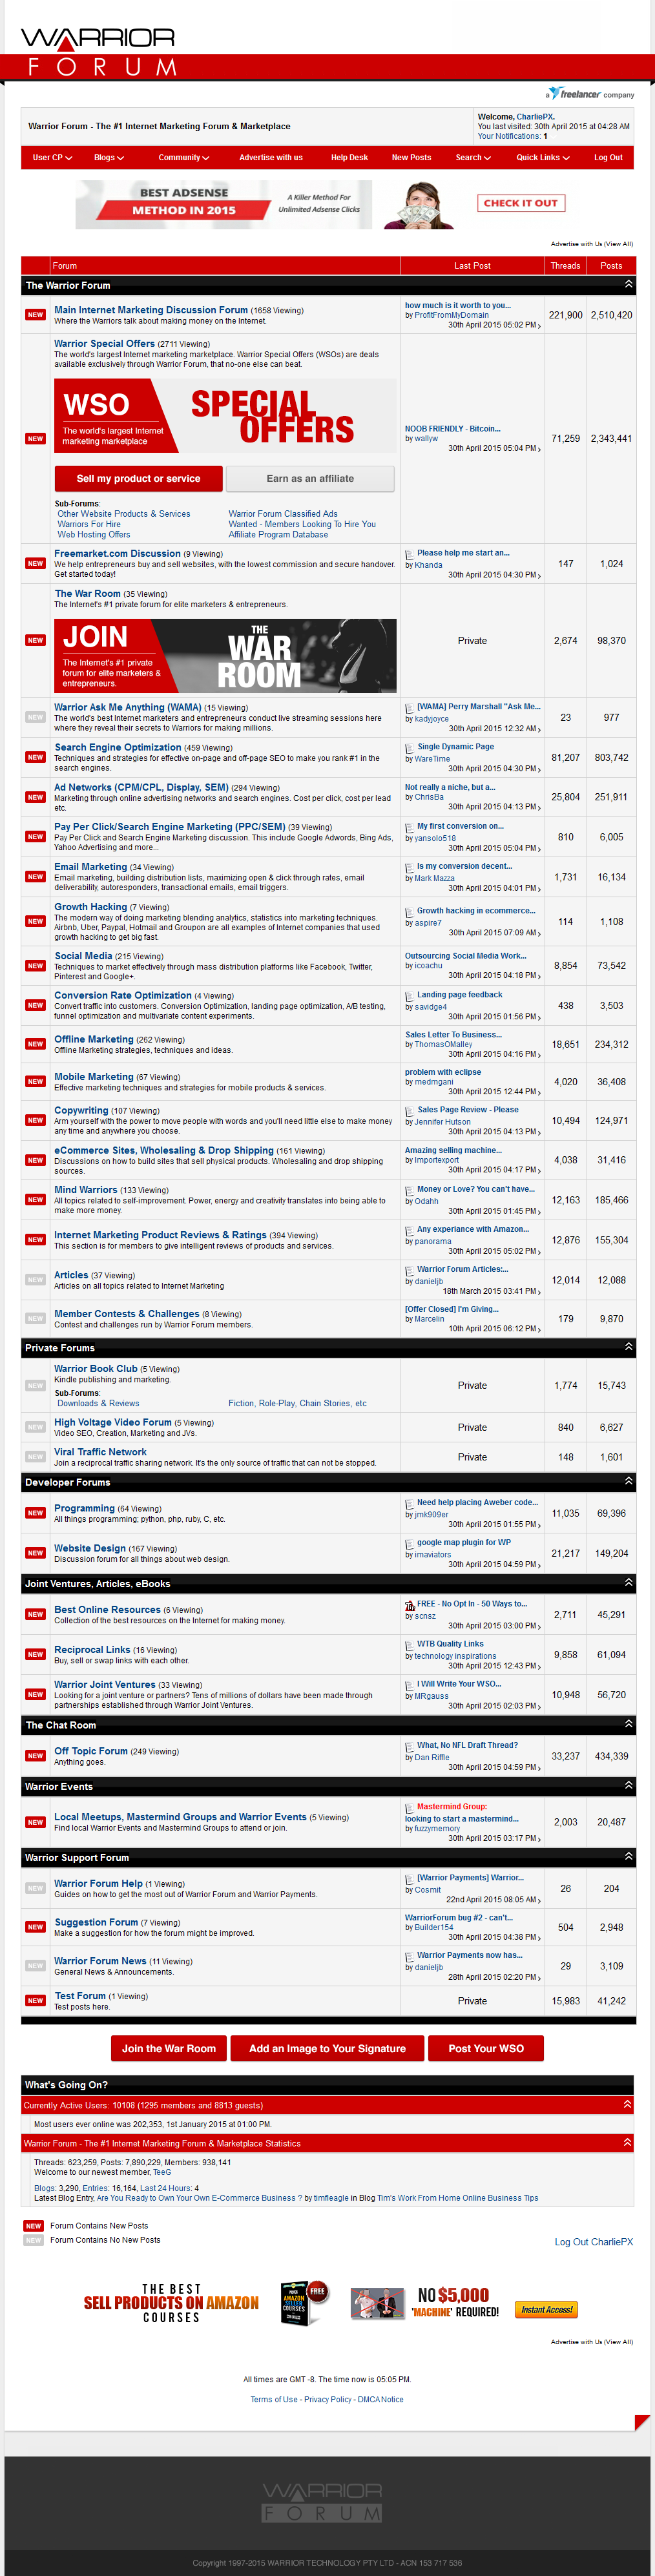 WARRIOR
FORUM
a freelancer company
Warrior Forum - The #1 Internet Marketing Forum & Marketplace
Welcome, CharliePX.
You last visited: 30th April 2015 at 04:28 AM
Your Notifications: 1
User CP Blogs Community Advertise with us Help Desk New Posts Search Quick Links Log Out
BEST ADSENSE
METHOD IN 2015
A Killer Method For
Unlimited Adsense Clicks
CHECK IT OUT
Advertise with Us (View All)
Forum Last Post Threads Posts
The Warrior Forum
NEW
Main Internet Marketing Discussion Forum (1658 Viewing)
Where the Warriors talk about making money on the Internet.
how much is it worth to you...
by ProfitFromMyDomain
30th April 2015 05:02 PM
221,900 2,510,420
NEW
Warrior Special Offers (2711 Viewing)
The world's largest Internet marketing marketplace. Warrior Special Offers (WSOs) are deals
available exclusively through Warrior Forum, that no-one else can beat.
WSO
The world's largest Internet
marketing marketplace
SPECIAL
OFFERS
Sell my product or service Earn as an affiliate
Sub-Forums:
Other Website Products & Services Warrior Forum Classified Ads
Warriors For Hire Wanted - Members Looking To Hire You
Web Hosting Offers Affiliate Program Database
NOOB FRIENDLY - Bitcoin...
by wallyw
30th April 2015 05:04 PM
71,259 2,343,441
NEW
Freemarket.com Discussion (9 Viewing)
We help entrepreneurs buy and sell websites, with the lowest commission and secure handover.
Get started today!
Please help me start an...
by Khanda
30th April 2015 04:30 PM
147 1,024
NEW
The War Room (35 Viewing)
The Internet's #1 private forum for elite marketers & entrepreneurs.
JOIN
The Internet's #1 private
forum for elite marketers &
entrepreneurs.
THE
WAR
ROOM
Private
2,674 98,370
NEW
Warrior Ask Me Anything (WAMA) (15 Viewing)
The world's best Internet marketers and entrepreneurs conduct live streaming sessions here
where they reveal their secrets to Warriors for making millions.
[WAMA] Perry Marshall "Ask Me...
by kadyjoyce
30th April 2015 12:32 AM
23 977
NEW
Search Engine Optimization (459 Viewing)
Techniques and strategies for effective on-page and off-page SEO to make you rank #1 in the
search engines.
Single Dynamic Page
by WareTime
30th April 2015 04:30 PM
81,207 803,742
NEW
Ad Networks (CPM/CPL, Display, SEM) (294 Viewing)
Marketing through online advertising networks and search engines. Cost per click, cost per lead
etc.
Not really a niche, but a...
by ChrisBa
30th April 2015 04:13 PM
25,804 251,911
NEW
Pay Per Click/Search Engine Marketing (PPC/SEM) (39 Viewing)
Pay Per Click and Search Engine Marketing discussion. This include Google Adwords, Bing Ads,
Yahoo Advertising and more...
My first conversion on...
by yansolo518
30th April 2015 05:04 PM
810 6,005
NEW
Email Marketing (34 Viewing)
Email marketing, building distribution lists, maximizing open & click through rates, email
deliverability, autoresponders, transactional emails, email triggers.
Is my conversion decent...
by Mark Mazza
30th April 2015 04:01 PM
1,731 16,134
NEW
Growth Hacking (7 Viewing)
The modern way of doing marketing blending analytics, statistics into marketing techniques.
Airbnb, Uber, Paypal, Hotmail and Groupon are all examples of Internet companies that used
growth hacking to get big fast.
Growth hacking in ecommerce...
by aspire7
30th April 2015 07:09 AM
114 1,108
NEW
Social Media (215 Viewing)
Techniques to market effectively through mass distribution platforms like Facebook, Twitter,
Pinterest and Google+.
Outsourcing Social Media Work...
by icoachu
30th April 2015 04:18 PM
8,854 73,542
NEW
Conversion Rate Optimization (4 Viewing)
Convert traffic into customers. Conversion Optimization, landing page optimization, A/B testing,
funnel optimization and multivariate content experiments.
Landing page feedback
by savidge4
30th April 2015 01:56 PM
438 3,503
NEW
Offline Marketing (262 Viewing)
Offline Marketing strategies, techniques and ideas.
Sales Letter To Business...
by ThomasOMalley
30th April 2015 04:16 PM
18,651 234,312
NEW
Mobile Marketing (67 Viewing)
Effective marketing techniques and strategies for mobile products & services.
problem with eclipse
by medmgani
30th April 2015 12:44 PM
4,020 36,408
NEW
Copywriting (107 Viewing)
Arm yourself with the power to move people with words and you'll need little else to make money
any time and anywhere you choose.
Sales Page Review - Please
by Jennifer Hutson
30th April 2015 04:13 PM
10,494 124,971
NEW
eCommerce Sites, Wholesaling & Drop Shipping (161 Viewing)
Discussions on how to build sites that sell physical products. Wholesaling and drop shipping
sources.
Amazing selling machine...
by Importexport
30th April 2015 04:17 PM
4,038 31,416
NEW
Mind Warriors (133 Viewing)
All topics related to self-improvement. Power, energy and creativity translates into being able to
make more money.
Money or Love? You can't have...
by Odahh
30th April 2015 01:45 PM
12,163 185,466
NEW
Internet Marketing Product Reviews & Ratings (394 Viewing)
This section is for members to give intelligent reviews of products and services.
Any experiance with Amazon...
by panorama
30th April 2015 05:02 PM
12,876 155,304
NEW
Articles (37 Viewing)
Articles on all topics related to Internet Marketing
Warrior Forum Articles:...
by danieljb
18th March 2015 03:41 PM
12,014 12,088
NEW
Member Contests & Challenges (8 Viewing)
Contest and challenges run by Warrior Forum members.
[Offer Closed] I'm Giving...
by Marcelin
10th April 2015 06:12 PM
179 9,870
Private Forums
NEW
Warrior Book Club (5 Viewing)
Kindle publishing and marketing.
Sub-Forums:
Downloads & Reviews Fiction, Role-Play, Chain Stories, etc
Private
1,774 15,743
NEW
High Voltage Video Forum (5 Viewing)
Video SEO, Creation, Marketing and JVs.
Private
840 6,627
NEW
Viral Traffic Network
Join a reciprocal traffic sharing network. It's the only source of traffic that can not be stopped.
Private
148 1,601
Developer Forums
NEW
Programming (64 Viewing)
All things programming; python, php, ruby, C, etc.
Need help placing Aweber code...
by jmk909er
30th April 2015 01:55 PM
11,035 69,396
NEW
Website Design (167 Viewing)
Discussion forum for all things about web design.
google map plugin for WP
by imaviators
30th April 2015 04:59 PM
21,217 149,204
Joint Ventures, Articles, eBooks
NEW
Best Online Resources (6 Viewing)
Collection of the best resources on the Internet for making money.
FREE - No Opt In - 50 Ways to...
by scnsz
30th April 2015 03:00 PM
2,711 45,291
NEW
Reciprocal Links (16 Viewing)
Buy, sell or swap links with each other.
WTB Quality Links
by technology inspirations
30th April 2015 12:43 PM
9,858 61,094
NEW
Warrior Joint Ventures (33 Viewing)
Looking for a joint venture or partners? Tens of millions of dollars have been made through
partnerships established through Warrior Joint Ventures.
I Will Write Your WSO...
by MRgauss
30th April 2015 02:03 PM
10,948 56,720
The Chat Room
NEW
Off Topic Forum (249 Viewing)
Anything goes.
What, No NFL Draft Thread?
by Dan Riffle
30th April 2015 04:59 PM
33,237 434,339
Warrior Events
NEW
Local Meetups, Mastermind Groups and Warrior Events (5 Viewing)
Find local Warrior Events and Mastermind Groups to attend or join.
Mastermind Group:
looking to start a mastermind...
by fuzzymemory
30th April 2015 03:17 PM
2,003 20,487
Warrior Support Forum
NEW
Warrior Forum Help (1 Viewing)
Guides on how to get the most out of Warrior Forum and Warrior Payments.
[Warrior Payments] Warrior...
by Cosmit
22nd April 2015 08:05 AM
26 204
NEW
Suggestion Forum (7 Viewing)
Make a suggestion for how the forum might be improved.
WarriorForum bug #2 - can't...
by Builder154
30th April 2015 04:38 PM
504 2,948
NEW
Warrior Forum News (11 Viewing)
General News & Announcements.
Warrior Payments now has...
by danieljb
28th April 2015 02:20 PM
29 3,109
NEW
Test Forum (1 Viewing)
Test posts here.
Private
15,983 41,242
Join the War Room Add an Image to Your Signature Post Your WSO
What's Going On?
Currently Active Users: 10108 (1295 members and 8813 guests)
Most users ever online was 202,353, 1st January 2015 at 01:00 PM.
Warrior Forum - The #1 Internet Marketing Forum & Marketplace Statistics
Threads: 623,259, Posts: 7,890,229, Members: 938,141
Welcome to our newest member, TeeG
Blogs: 3,290, Entries: 16,164, Last 24 Hours: 4
Latest Blog Entry, Are You Ready to Own Your Own E-Commerce Business ? by timfleagle in Blog Tim's Work From Home Online Business Tips
NEW Forum Contains New Posts
NEW Forum Contains No New Posts
Log Out CharliePX
THE BEST
SELL PRODUCTS ON AMAZON
COURSES
FREE
NO $5,000
'MACHINE' REQUIRED!
Instant Access!
Advertise with Us (View All)
All times are GMT -8. The time now is 05:05 PM.
Terms of Use - Privacy Policy - DMCA Notice
WARRIOR
FORUM
Copyright 1997-2015 WARRIOR TECHNOLOGY PTY LTD - ACN 153 717 536